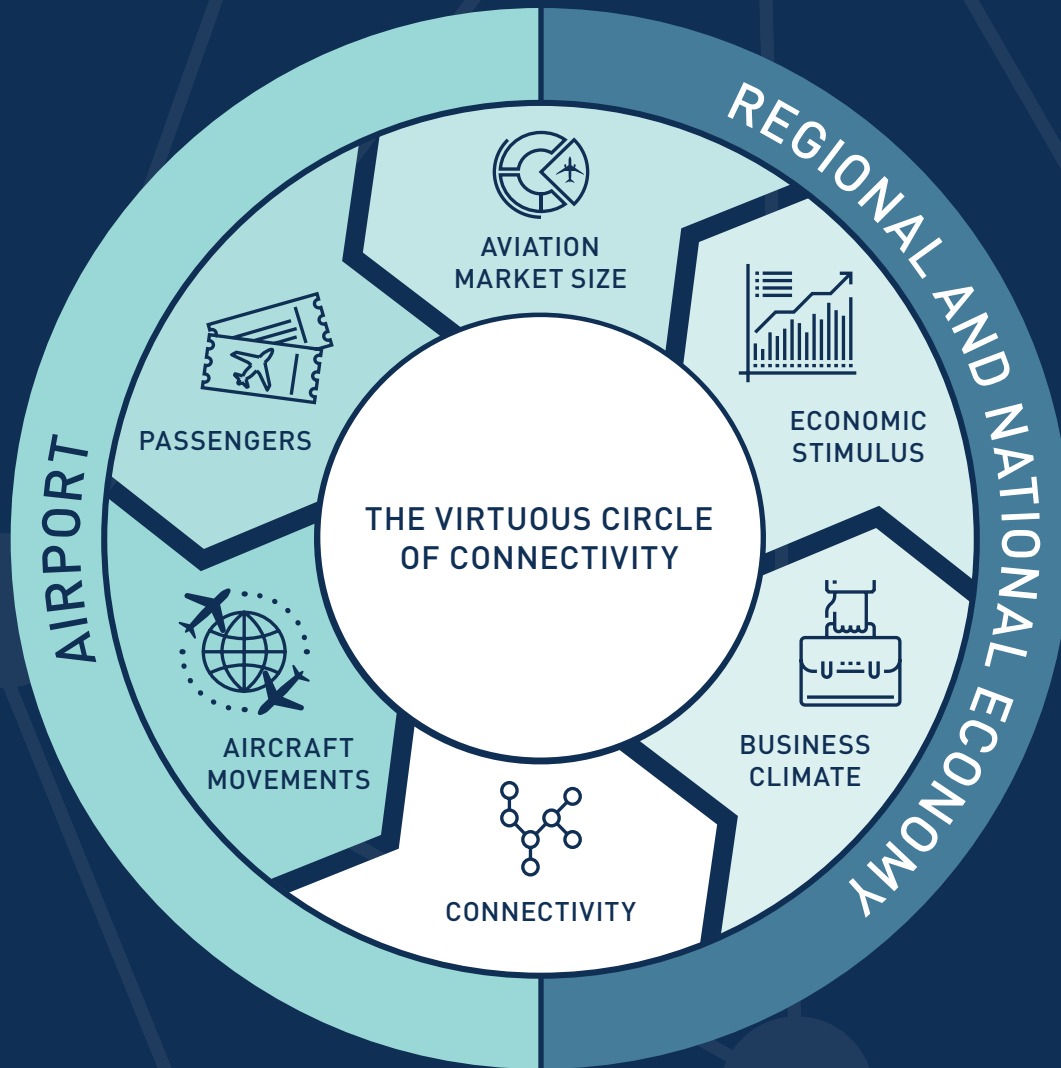 REGIONAL AND NATIONAL ECONOMY
AVIATION
MARKET SIZE
ECONOMIC
STIMULUS
PASSENGERS
AIRPORT
THE VIRTUOUS CIRCLE
OF CONNECTIVITY
AIRCRAFT
MOVEMENTS
BUSINESS
CLIMATE
CONNECTIVITY